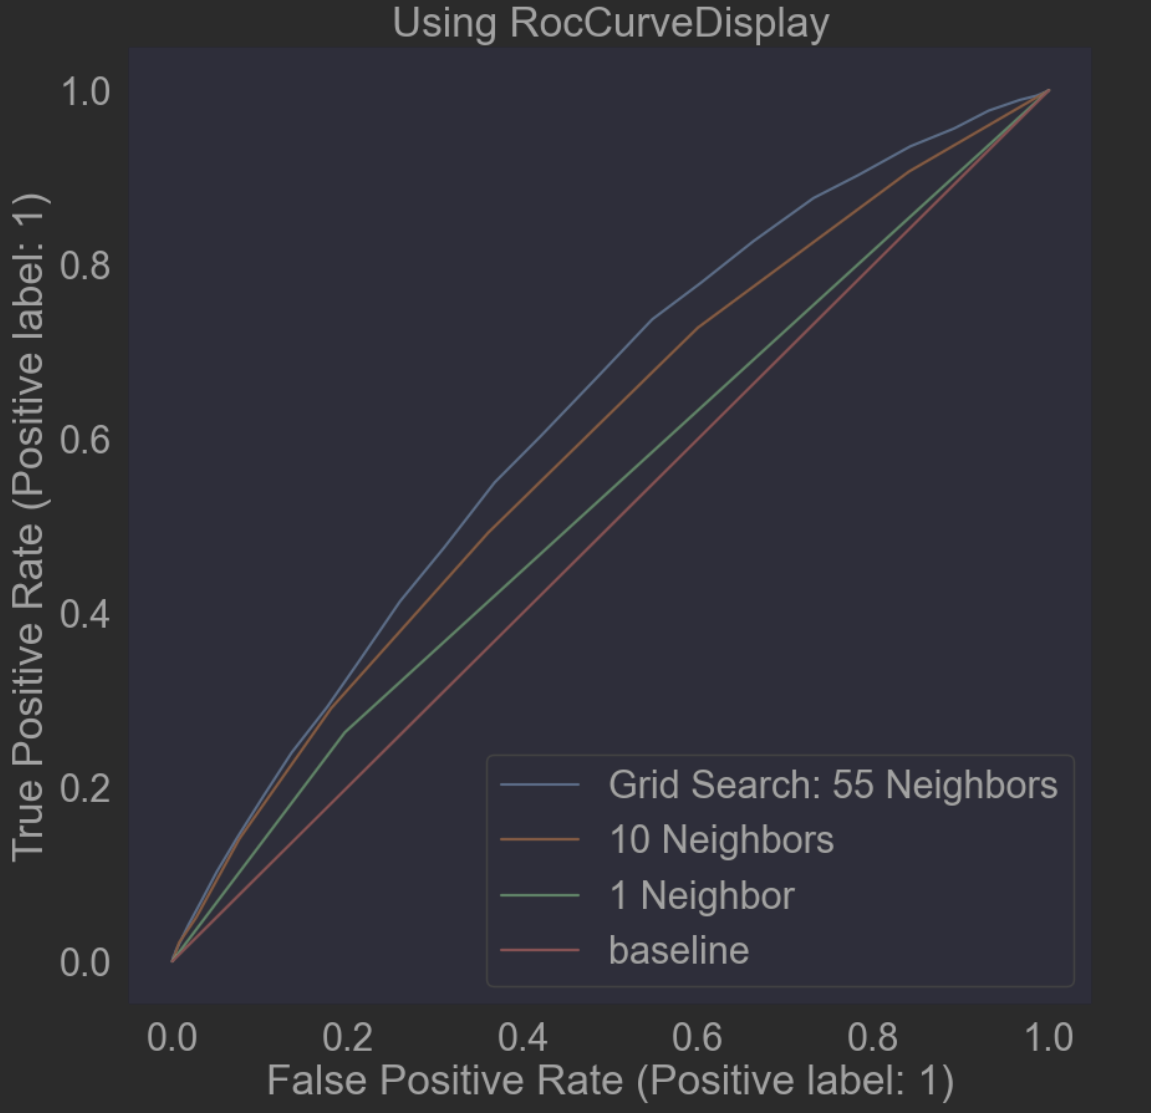 Using RocCurveDisplay
True Positive Rate (Positive label: 1)
1.0
0.8
0.6
0.4
0.2
0.0
Grid Search: 55 Neighbors
10 Neighbors
1 Neighbor
baseline
0.0 0.2 0.4 0.6 0.8 1.0
False Positive Rate (Positive label: 1)